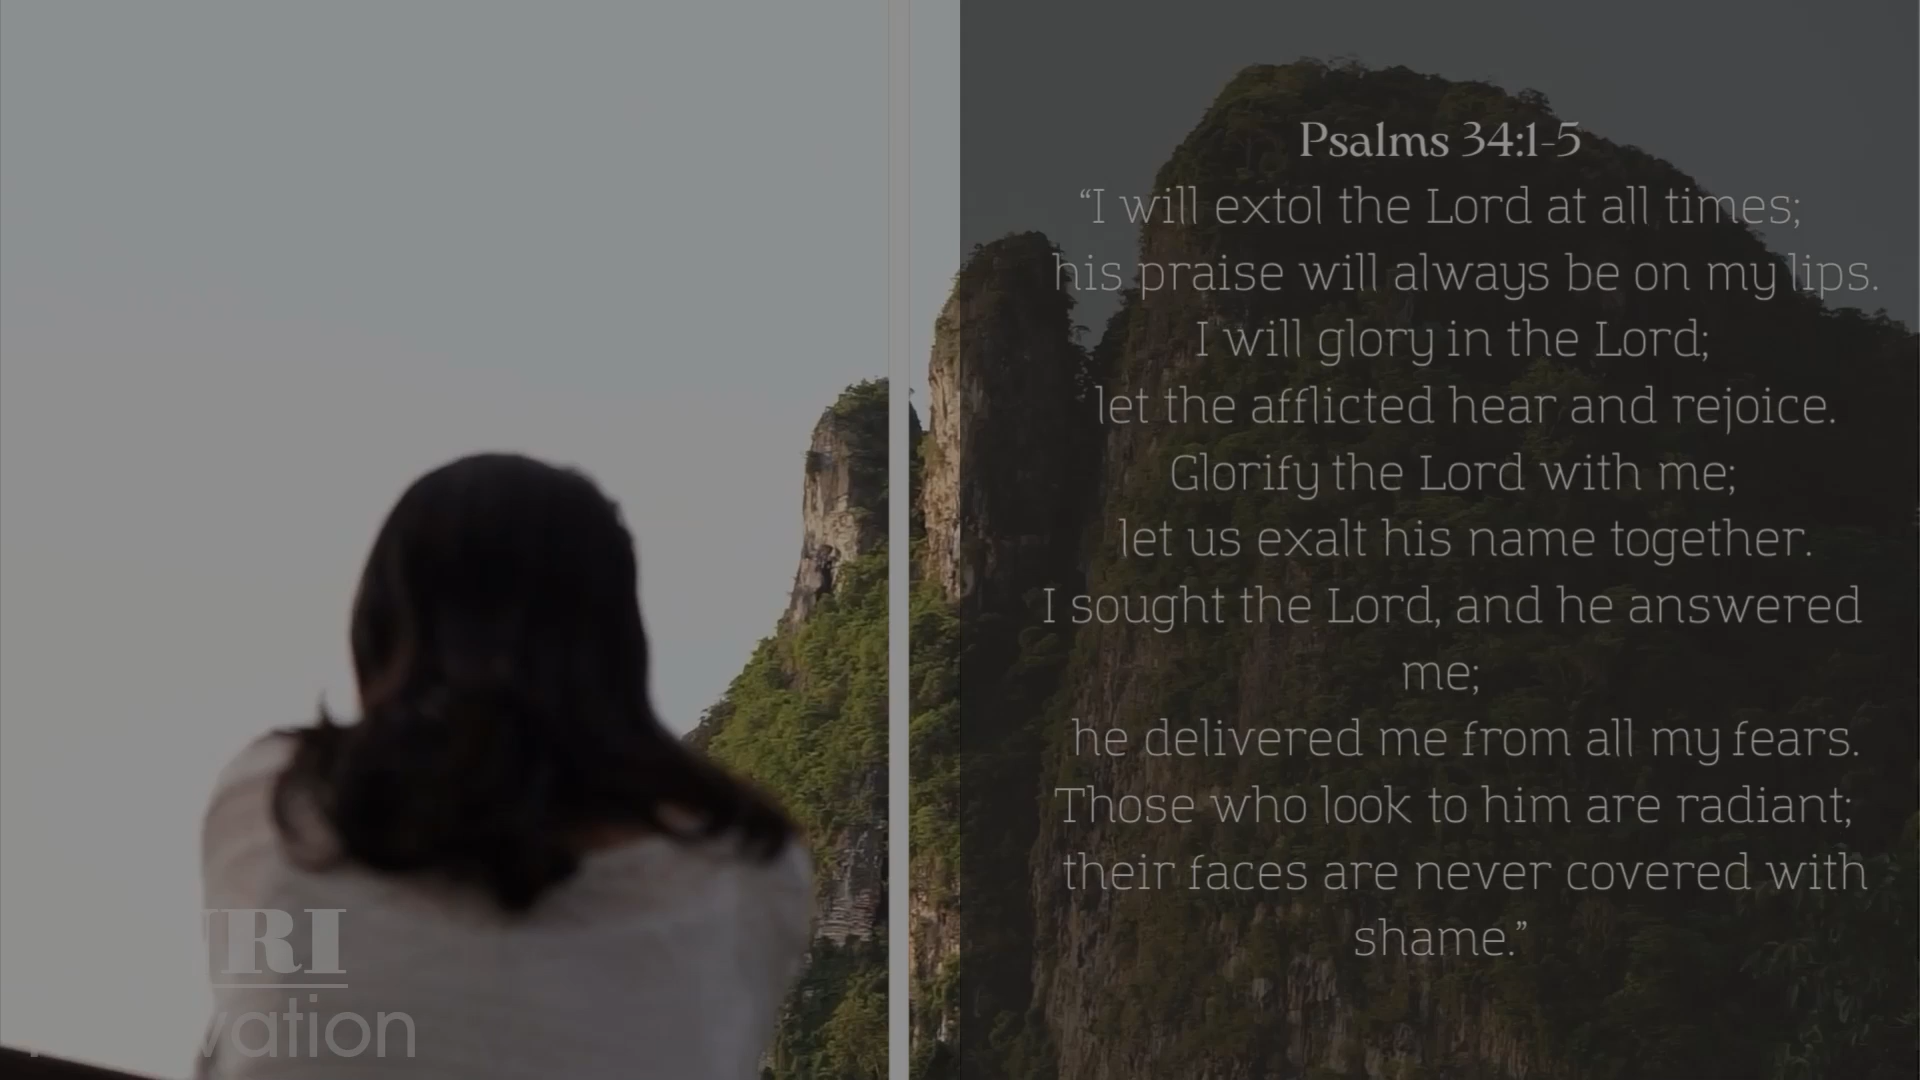 Psalms 34:1-5
“I will extol the Lord at all times;
his praise will always be on my lips.
I will glory in the Lord;
let the afflicted hear and rejoice.
Glorify the Lord with me;
let us exalt his name together.
I sought the Lord, and he answered
me;
he delivered me from all my fears.
Those who look to him are radiant;
their faces are never covered with
shame.”